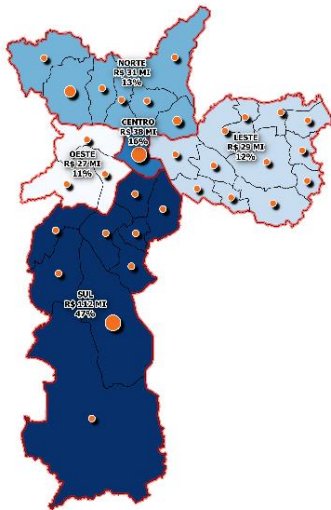 NORTE
R$ 31 MI
13%
CENTRO
R$ 38 MI
16%
LESTE
R$ 29 MI
12%
OESTE
R$ 27 MI
11%
SUL
R$ 112 MI
47%